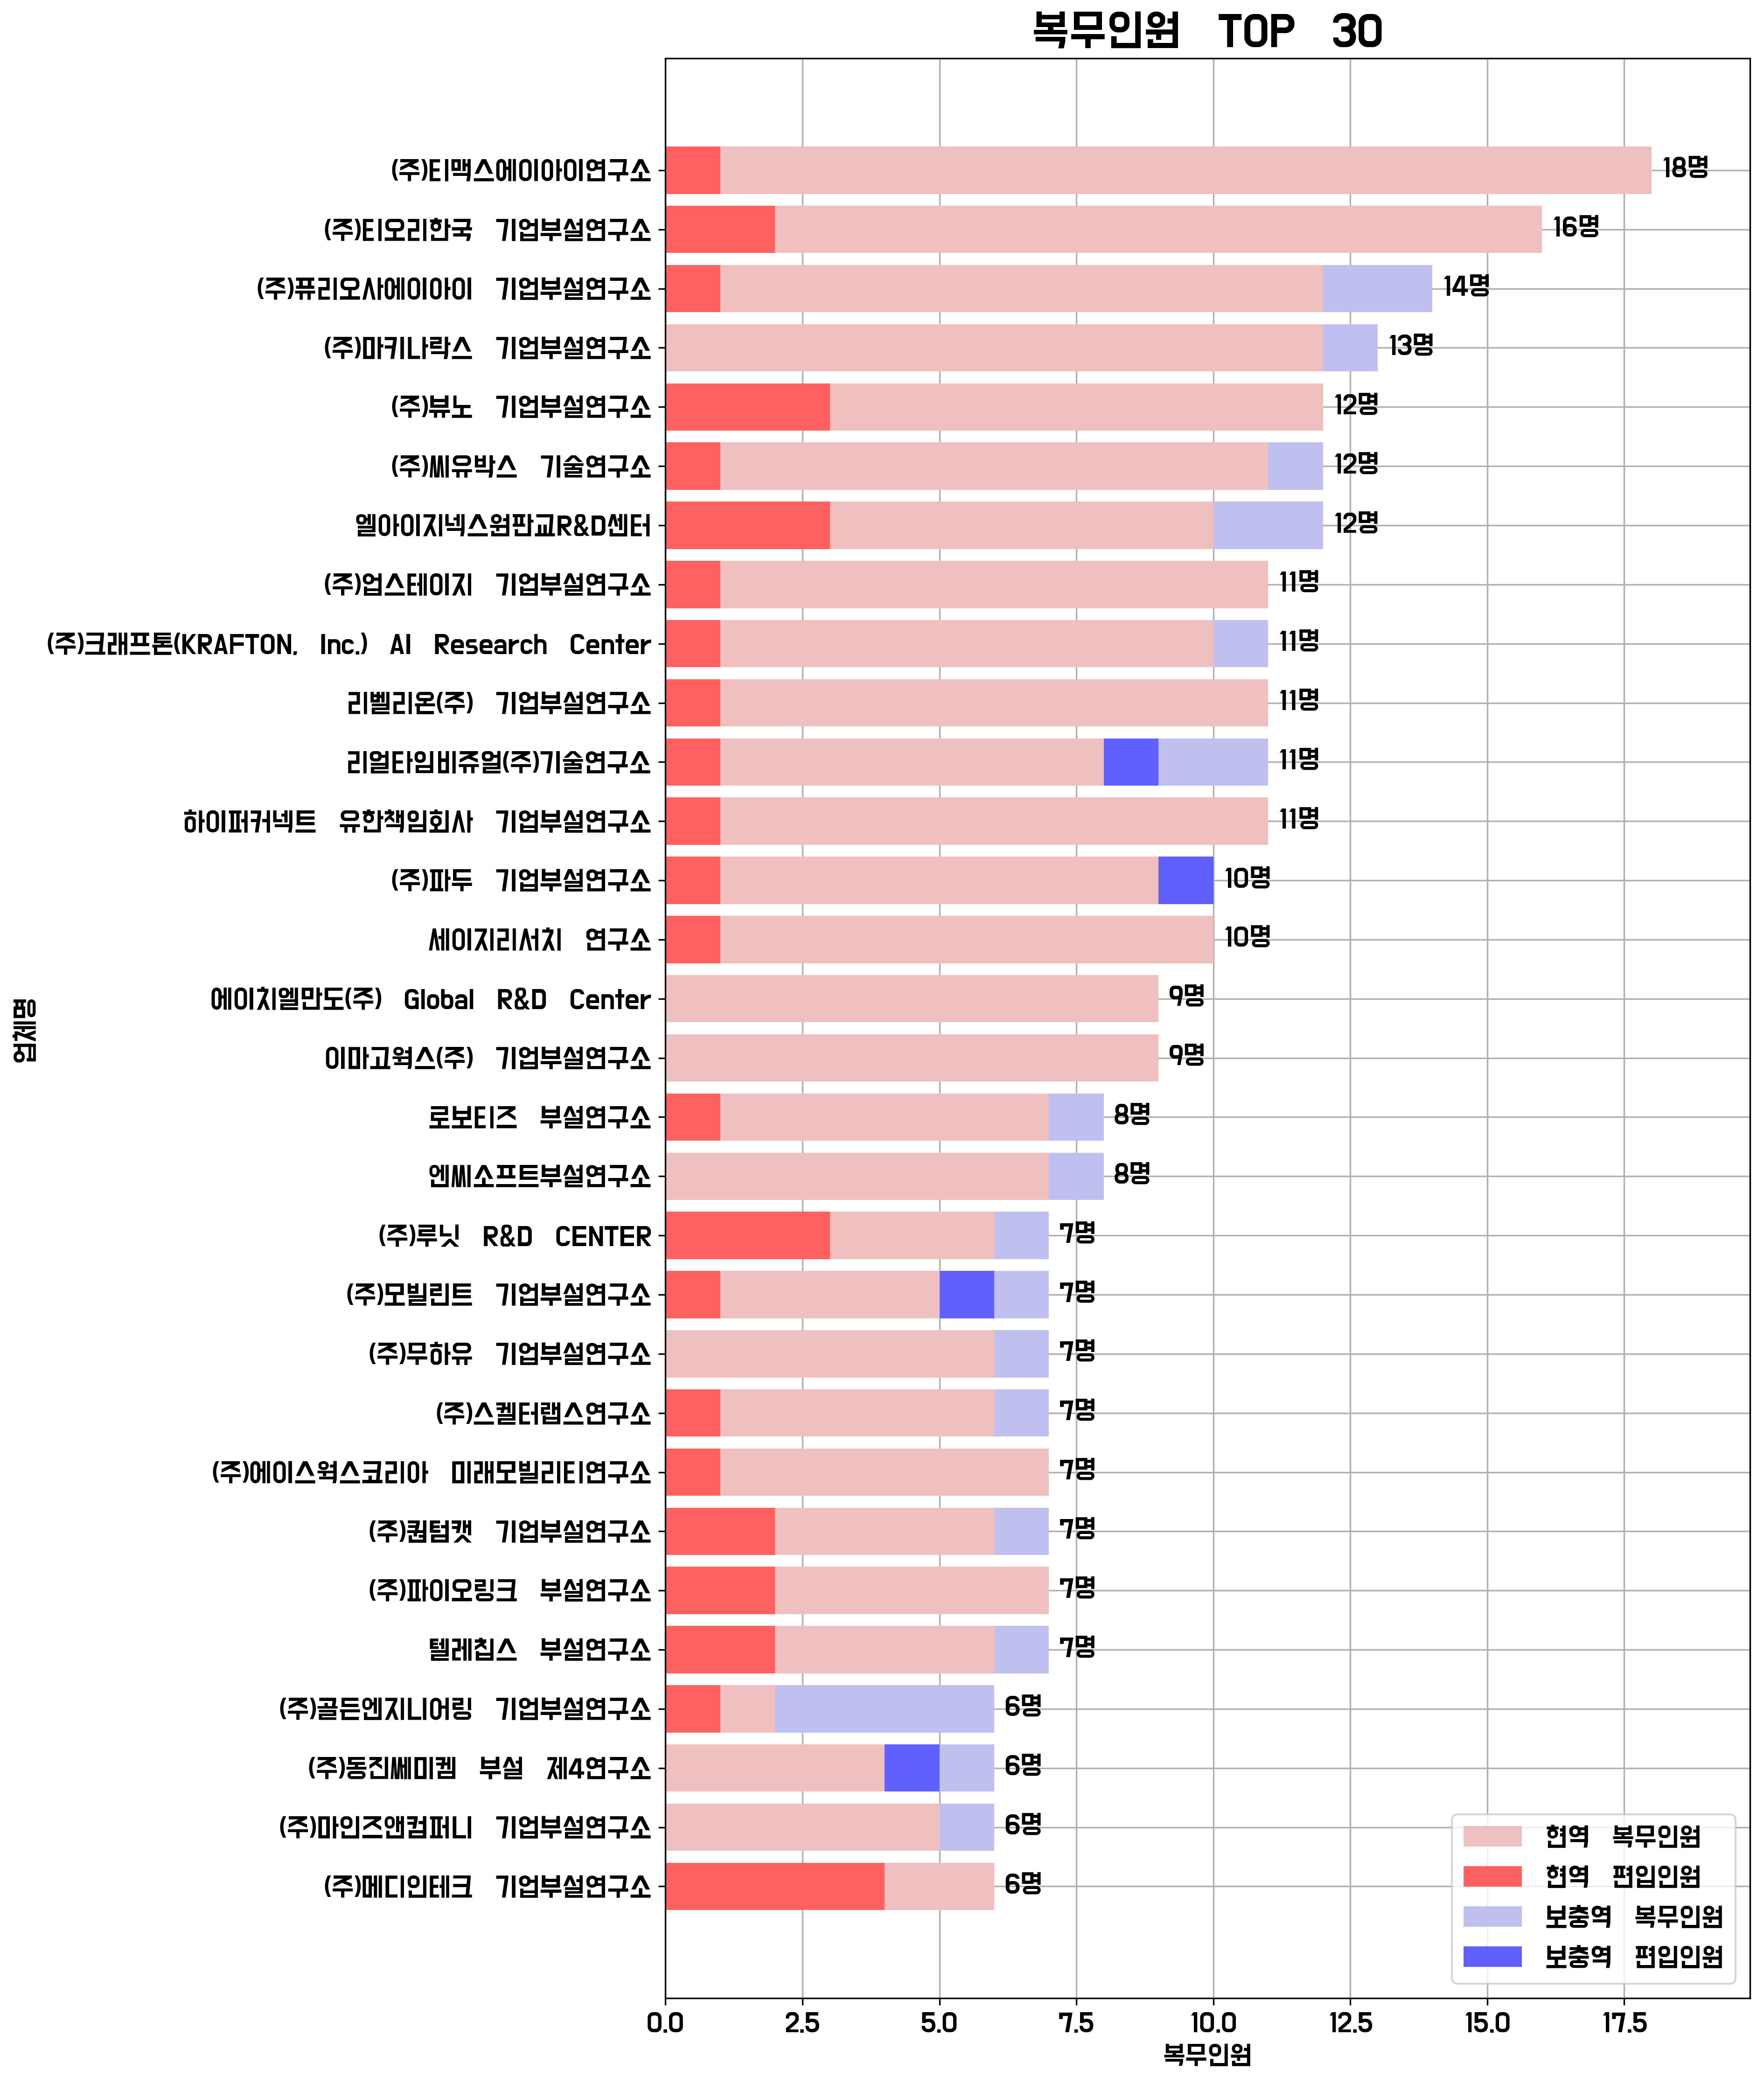 복무인원 TOP 30
(주)티맥스에이아이연구소
18명
(주)티오리한국 기업부설연구소
16명
(주)퓨리오사에이아이 기업부설연구소
14명
(주)마키나락스 기업부설연구소
13명
(주)뷰노 기업부설연구소
12명
(주)씨유박스 기술연구소
12명
엘아이지넥스원판교R&D센터
12명
(주)업스테이지 기업부설연구소
11명
(주)크래프톤(KRAFTON, Inc.) AI Research Center
11명
리벨리온(주) 기업부설연구소
11명
리얼타임비쥬얼(주)기술연구소
11명
하이퍼커넥트 유한책임회사 기업부설연구소
11명
(주)파두 기업부설연구소
10명
세이지리서치 연구소
10명
에이치엘만도(주) Global R&D Center
9명
이마고웍스(주) 기업부설연구소
9명
로보티즈 부설연구소
8명
엔씨소프트부설연구소
8명
(주)루닛 R&D CENTER
7명
(주)모빌린트 기업부설연구소
7명
(주)무하유 기업부설연구소
7명
(주)스켈터랩스연구소
7명
(주)에이스웍스코리아 미래모빌리티연구소
7명
(주)퀀텀캣 기업부설연구소
7명
(주)파이오링크 부설연구소
7명
텔레칩스 부설연구소
7명
(주)골든엔지니어링 기업부설연구소
6명
(주)동진쎄미켐 부설 제4연구소
6명
(주)마인즈앤컴퍼니 기업부설연구소
6명
(주)메디인테크 기업부설연구소
6명
업체명
현역 복무인원
현역 편입인원
보충역 복무인원
보충역 편입인원
0.0 2.5 5.0 7.5 10.0 12.5 15.0 17.5
복무인원